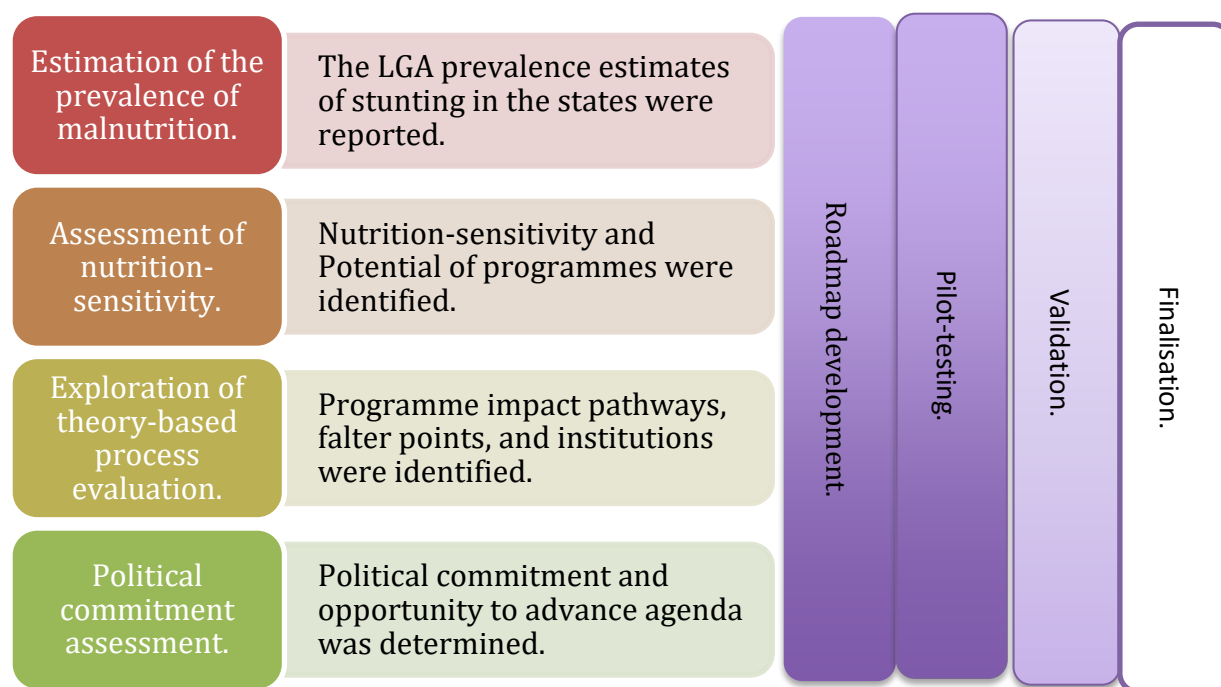 Estimation of the
prevalence of
malnutrition.
The LGA prevalence estimates
of stunting in the states were
reported.
Assessment of
nutrition-
sensitivity.
Nutrition-sensitivity and
Potential of programmes were
identified.
Exploration of
theory-based
process
evaluation.
Programme impact pathways,
falter points, and institutions
were identified.
Political
commitment
assessment.
Political commitment and
opportunity to advance agenda
was determined.
Roadmap development.
Pilot-testing.
Validation.
Finalisation.